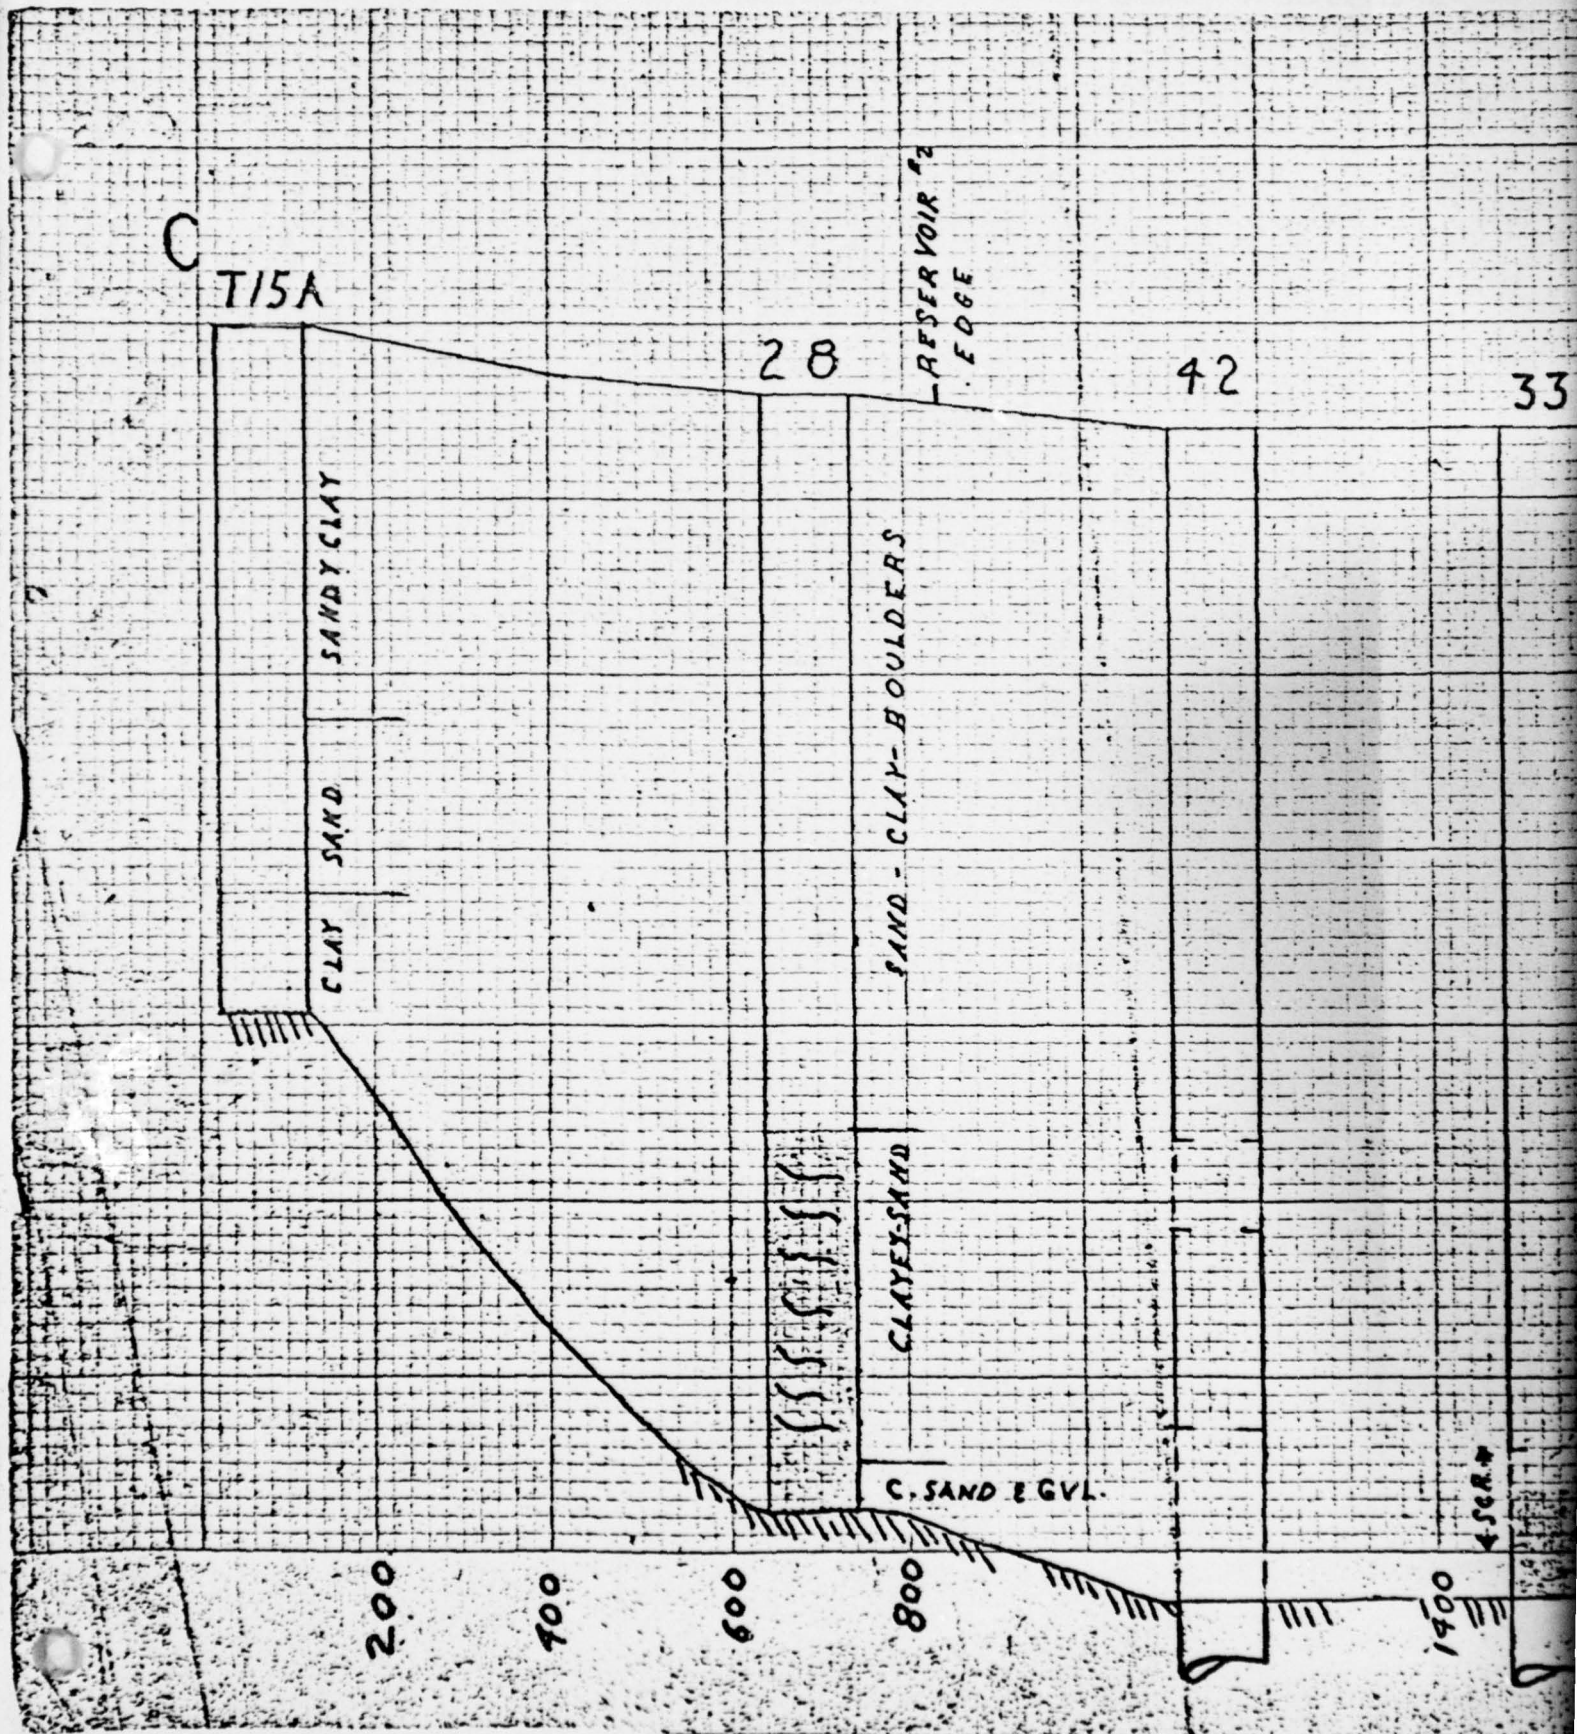 C
T15A
28
RESERVOIR #2
EDGE
42
33
SANDY CLAY
SAND
CLAY
SAND - CLAY - BOULDERS
CLAYEY-SAND
C. SAND & GVL.
SCR.
200
400
600
800
1400